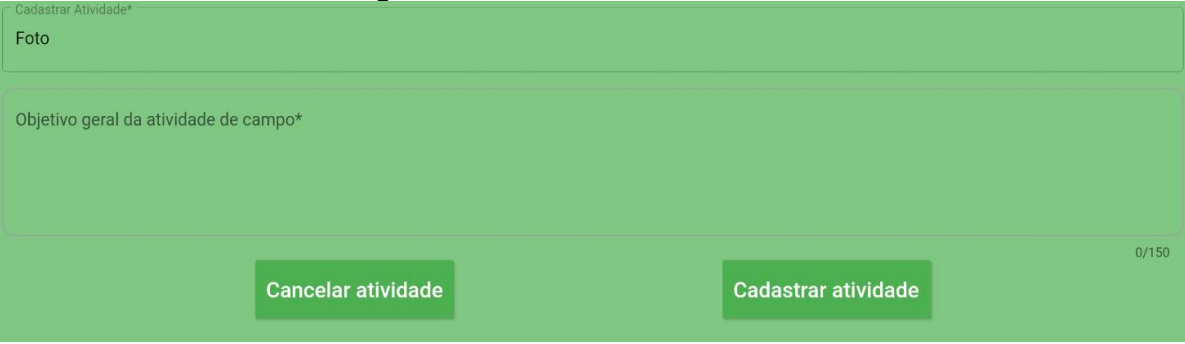 Cadastrar Atividade*
Foto
Objetivo geral da atividade de campo*
0/150
Cancelar atividade
Cadastrar atividade